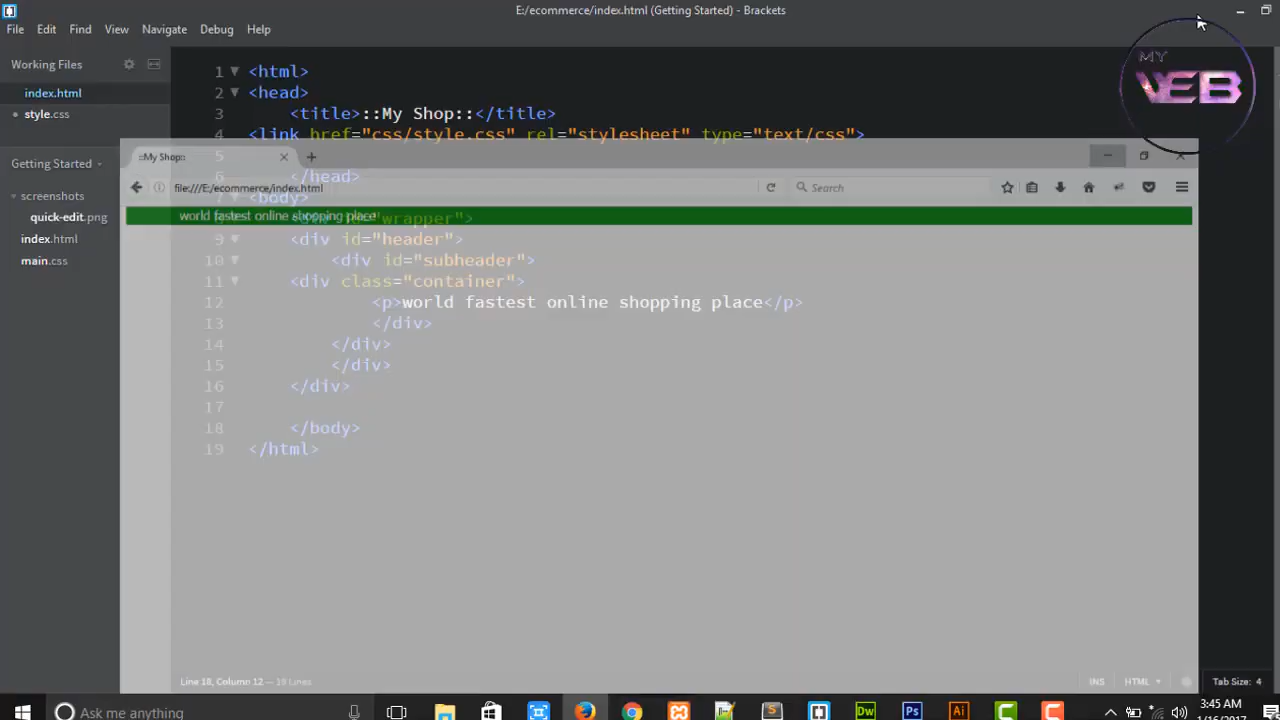 E:/ecommerce/index.html (Getting Started) - Brackets
File Edit Find View Navigate Debug Help
Working Files
index.html
style.css
Getting Started
screenshots
quick-edit.png
index.html
main.css
MY
WEB
1 <html>
2 <head>
3 <title>::My Shop::</title>
4 <link href="css/style.css" rel="stylesheet" type="text/css">
5
</head>
7 <body>
8 <div id="wrapper">
9 <div id="header">
10 <div id="subheader">
11 <div class="container">
12 <p>world fastest online shopping place</p>
13 </div>
14 </div>
15 </div>
16 </div>
17
18 </body>
19 </html>
::My Shop::
file:///E:/ecommerce/index.html
Search
world fastest online shopping place
Line 18, Column 12 — 19 Lines
INS HTML Tab Size: 4
Ask me anything
Dw Ps Ai
3:45 AM
1/16/2017